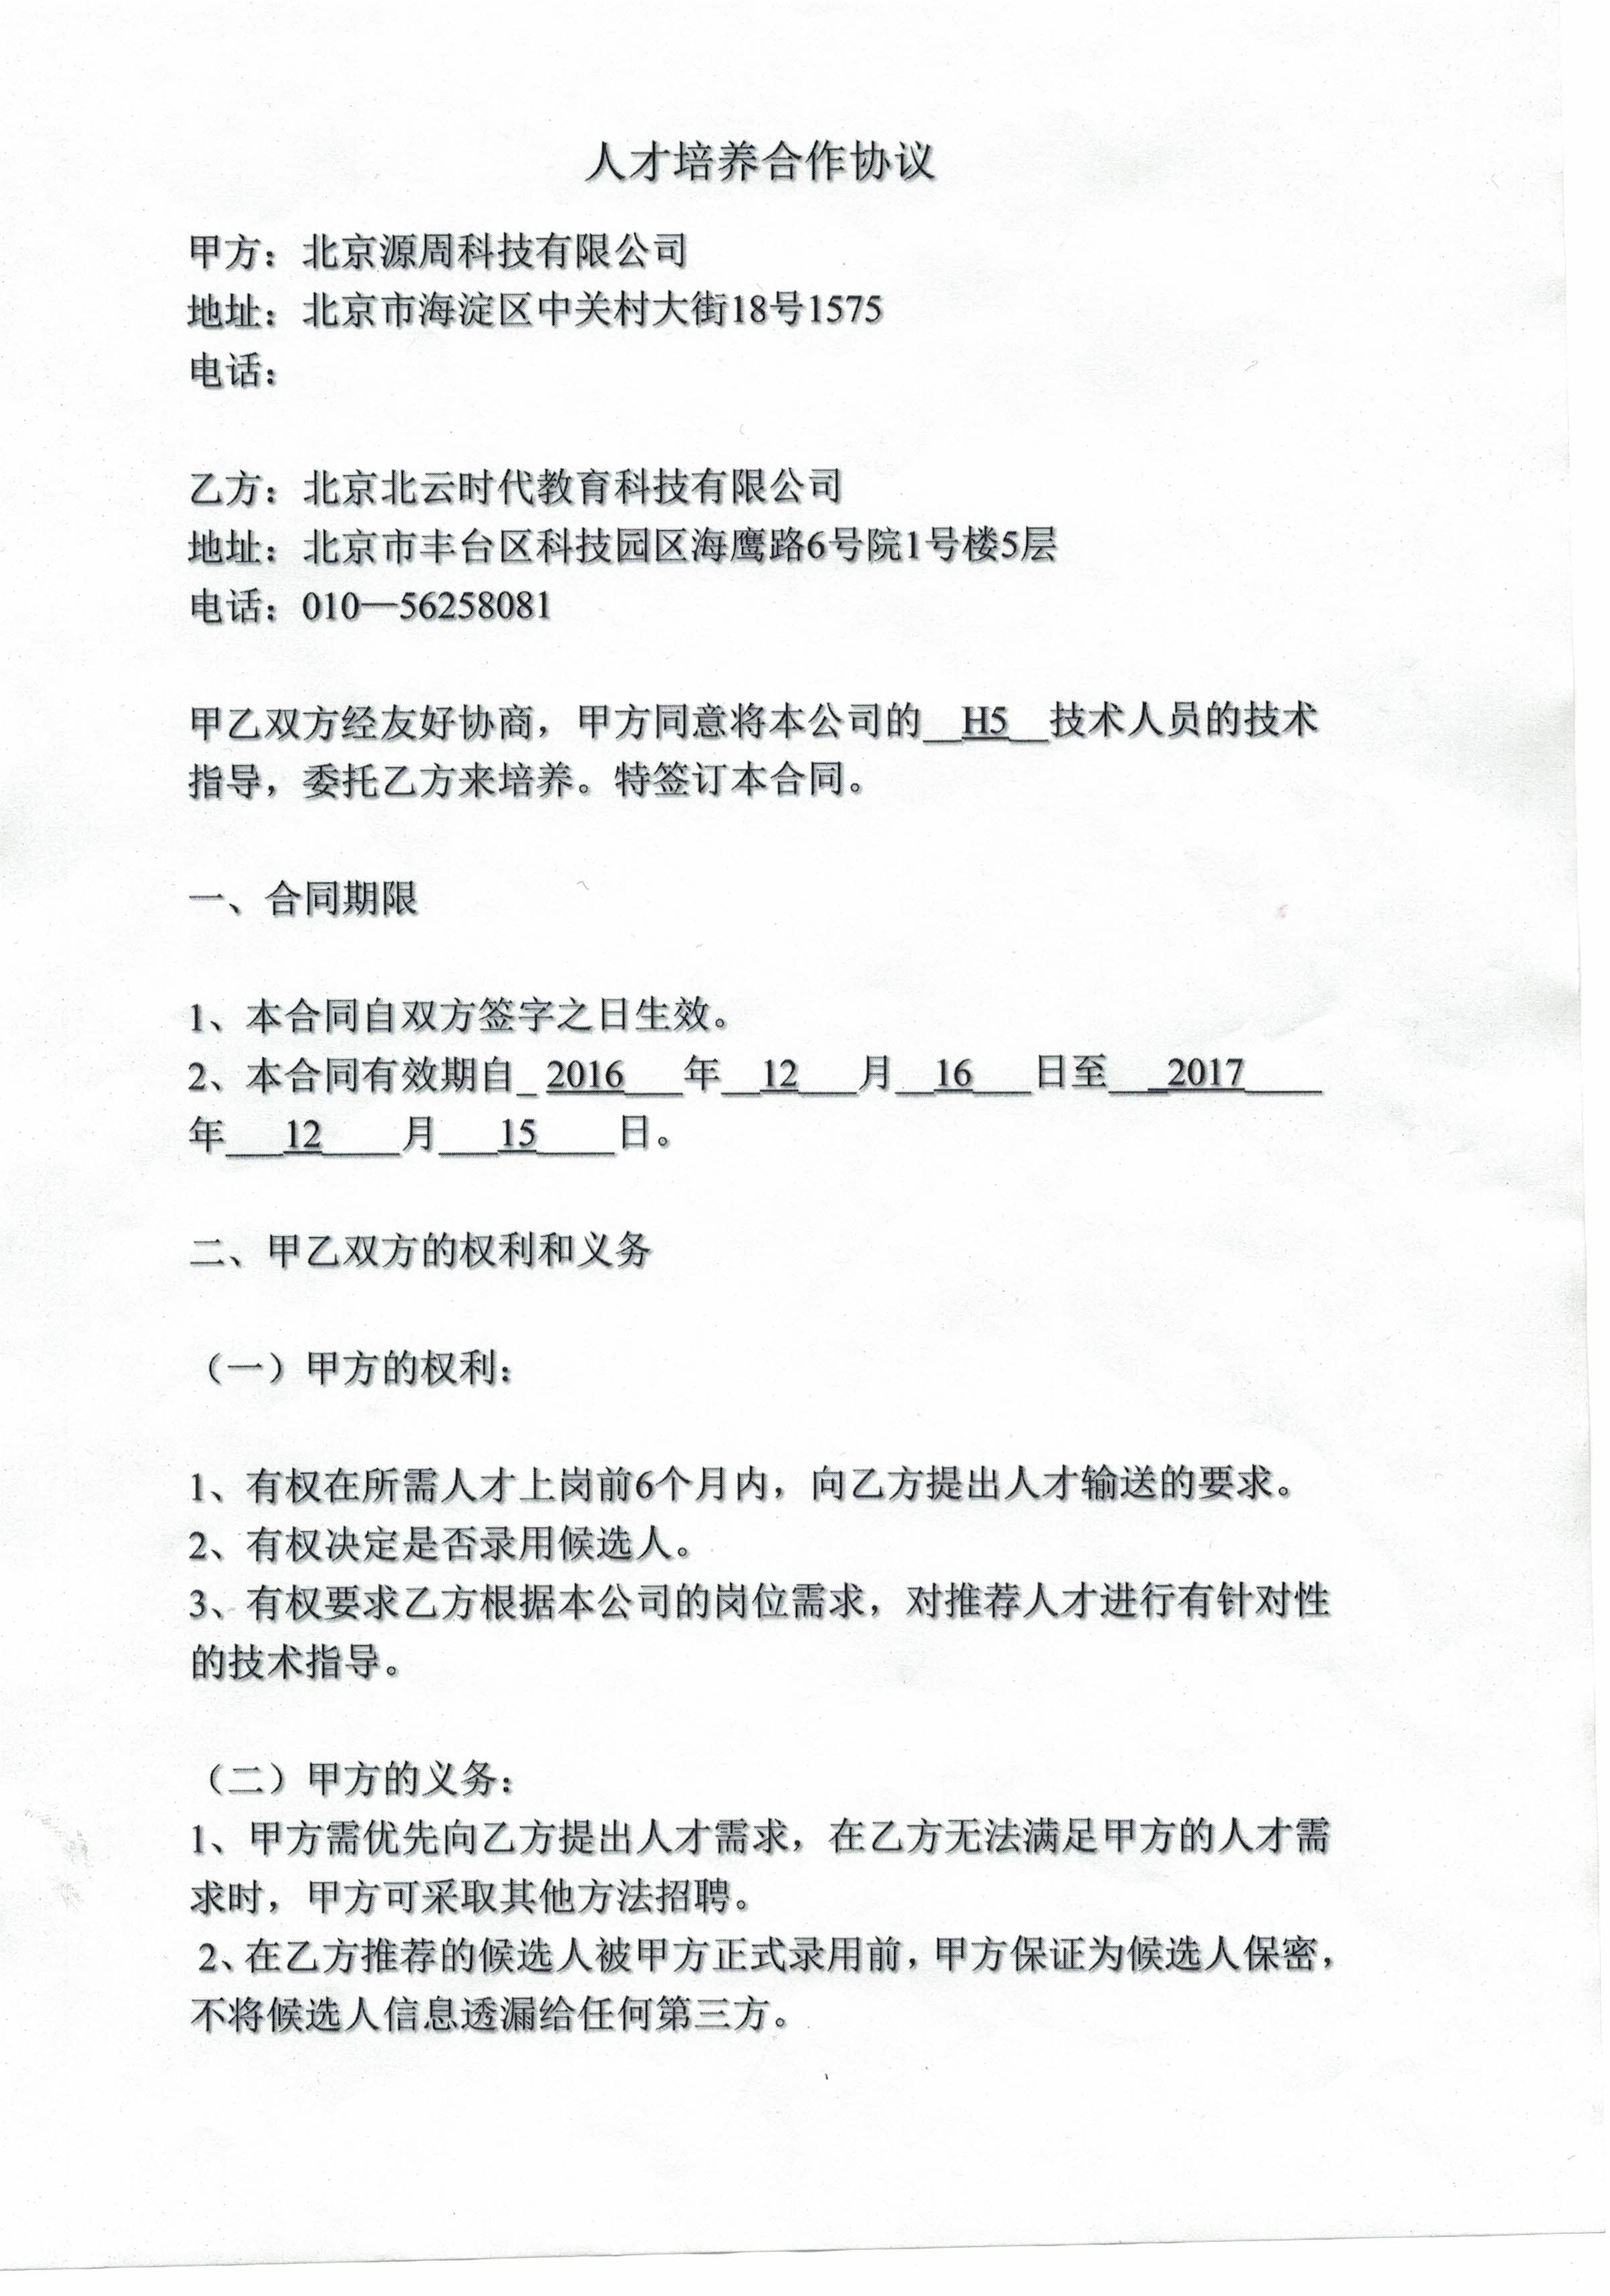 人才培养合作协议
甲方：北京源周科技有限公司
地址：北京市海淀区中关村大街18号1575
电话：
乙方：北京北云时代教育科技有限公司
地址：北京市丰台区科技园区海鹰路6号院1号楼5层
电话：010—56258081
甲乙双方经友好协商，甲方同意将本公司的__H5__技术人员的技术
指导，委托乙方来培养。特签订本合同。
一、合同期限
1、本合同自双方签字之日生效。
2、本合同有效期自_ 2016___年__12___月__16___日至___2017____
年___12____月___15____日。
二、甲乙双方的权利和义务
（一）甲方的权利：
1、有权在所需人才上岗前6个月内，向乙方提出人才输送的要求。
2、有权决定是否录用候选人。
3、有权要求乙方根据本公司的岗位需求，对推荐人才进行有针对性
的技术指导。
（二）甲方的义务：
1、甲方需优先向乙方提出人才需求，在乙方无法满足甲方的人才需
求时，甲方可采取其他方法招聘。
2、在乙方推荐的候选人被甲方正式录用前，甲方保证为候选人保密，
不将候选人信息透漏给任何第三方。